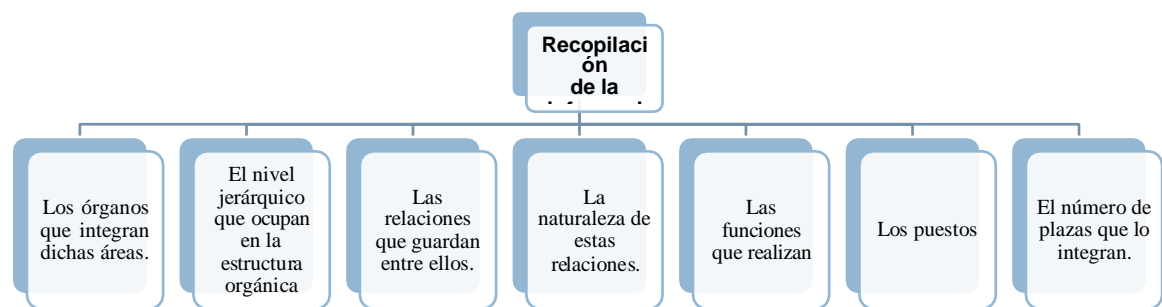 Recopilaci
ón
de la
Los órganos
que integran
dichas áreas.
El nivel
jerárquico
que ocupan
en la
estructura
orgánica
Las
relaciones
que guardan
entre ellos.
La
naturaleza de
estas
relaciones.
Las
funciones
que realizan
Los puestos
El número de
plazas que lo
integran.